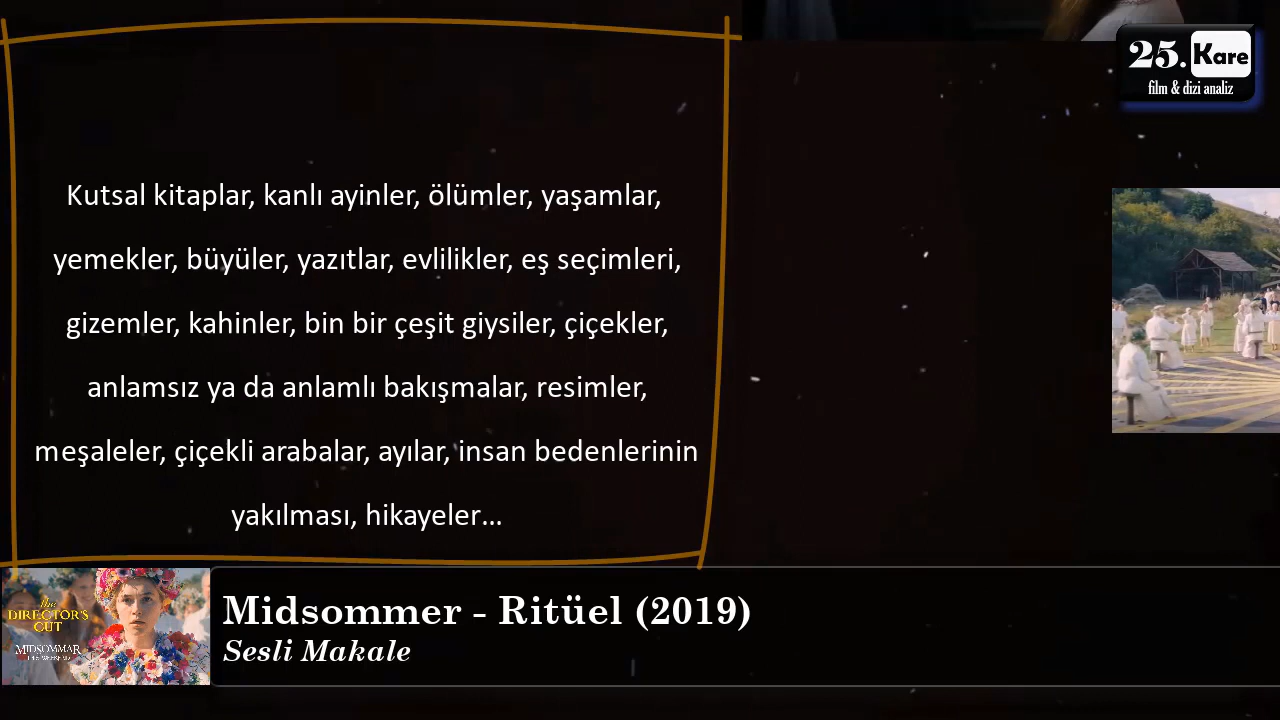 25. Kare
film & dizi analiz
Kutsal kitaplar, kanlı ayinler, ölümler, yaşamlar,
yemekler, büyüler, yazıtlar, evlilikler, eş seçimleri,
gizemler, kahinler, bin bir çeşit giysiler, çiçekler,
anlamsız ya da anlamlı bakışmalar, resimler,
meşaleler, çiçekli arabalar, ayılar, insan bedenlerinin
yakılması, hikayeler...
The
DIRECTOR'S
CUT
MIDSOMMAR
Midsommer - Ritüel (2019)
Sesli Makale